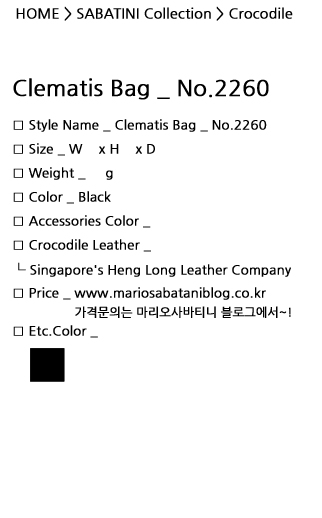 HOME > SABATINI Collection > Crocodile
Clematis Bag _ No.2260
□ Style Name _ Clematis Bag _ No.2260
□ Size _ W x H x D
□ Weight _ g
□ Color _ Black
□ Accessories Color _
□ Crocodile Leather _
└ Singapore's Heng Long Leather Company
□ Price _ www.mariosabataniblog.co.kr
가격문의는 마리오사바티니 블로그에서~!
□ Etc.Color _